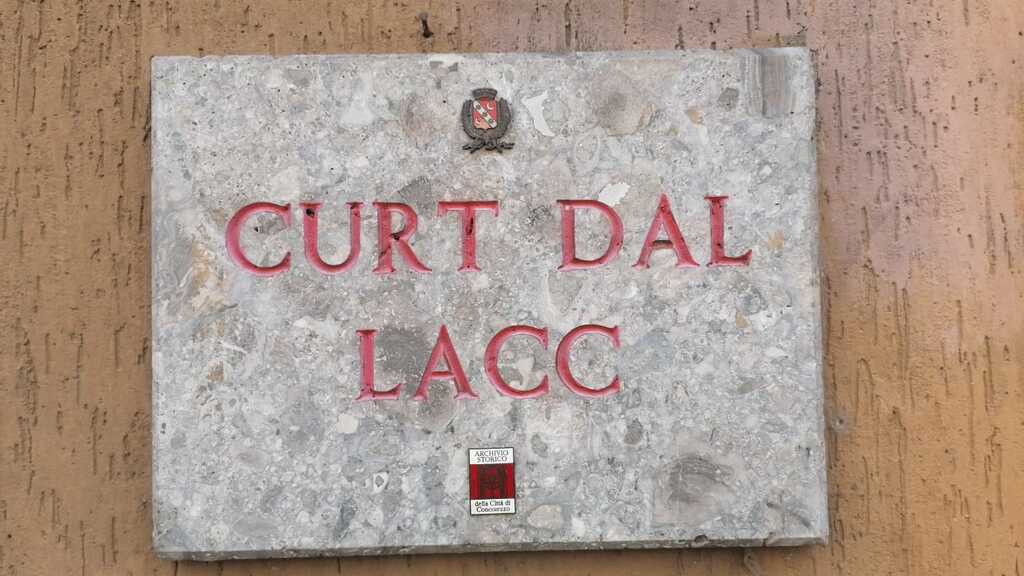 CURT DAL
LACC
ARCHIVIO
STORICO
della Città di
Concorezzo